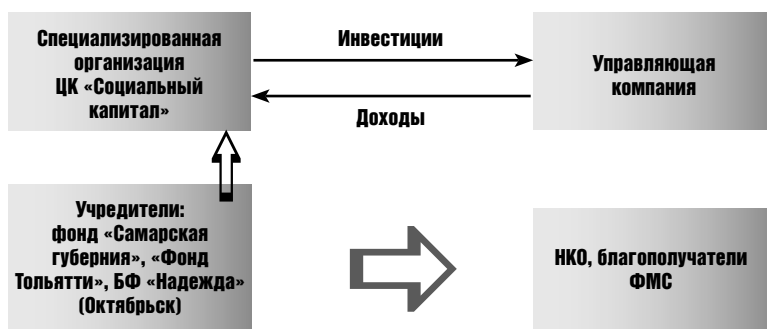 Специализированная
организация
ЦК «Социальный
капитал»
Инвестиции
Доходы
Управляющая
компания
Учредители:
фонд «Самарская
губерния», «Фонд
Тольятти», БФ «Надежда»
(Октябрьск)
НКО, благополучатели
ФМС